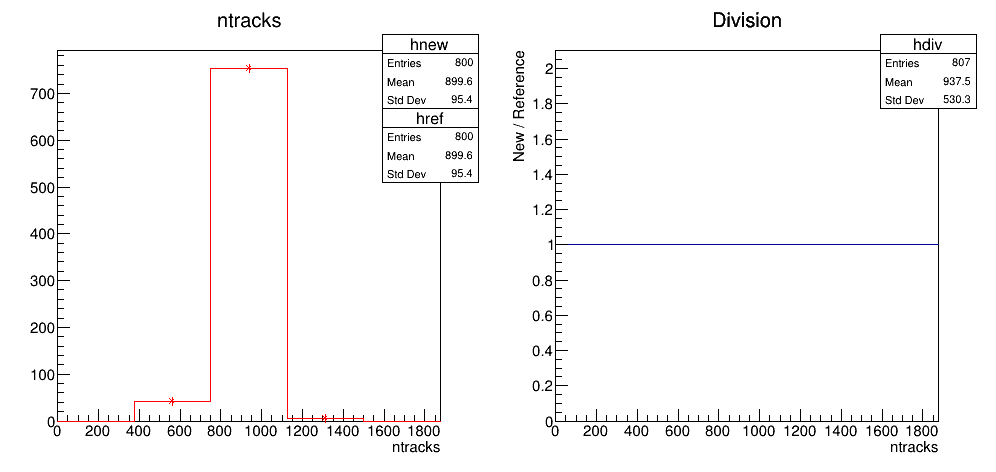 ntracks
hnew
Entries 800
Mean 899.6
Std Dev 95.4
href
Entries 800
Mean 899.6
Std Dev 95.4
700
600
500
400
300
200
100
0
0 200 400 600 800 1000 1200 1400 1600 1800
ntracks
Division
hdiv
Entries 807
Mean 937.5
Std Dev 530.3
New / Reference
2
1.8
1.6
1.4
1.2
1
0.8
0.6
0.4
0.2
0
0 200 400 600 800 1000 1200 1400 1600 1800
ntracks